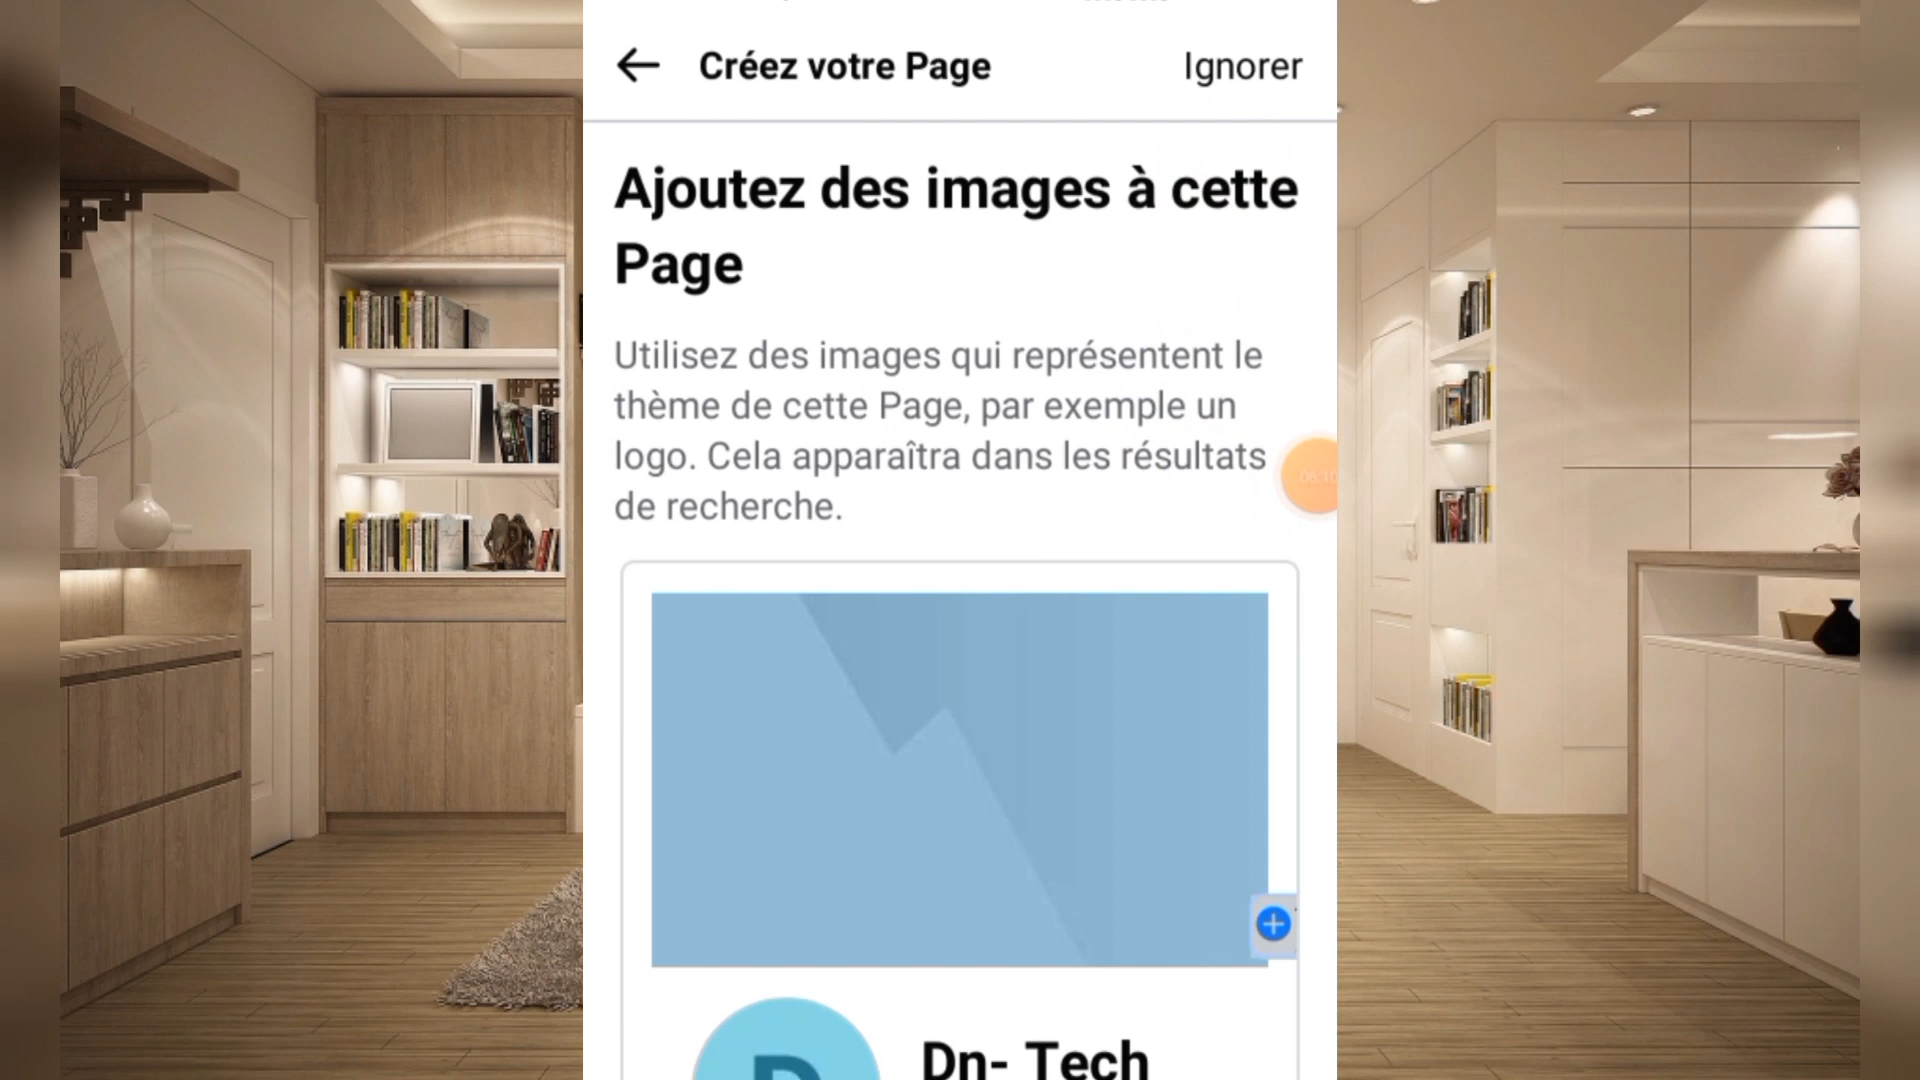 Créez votre Page
Ignorer
Ajoutez des images à cette
Page
Utilisez des images qui représentent le
thème de cette Page, par exemple un
logo. Cela apparaîtra dans les résultats
de recherche.
Dn- Tech